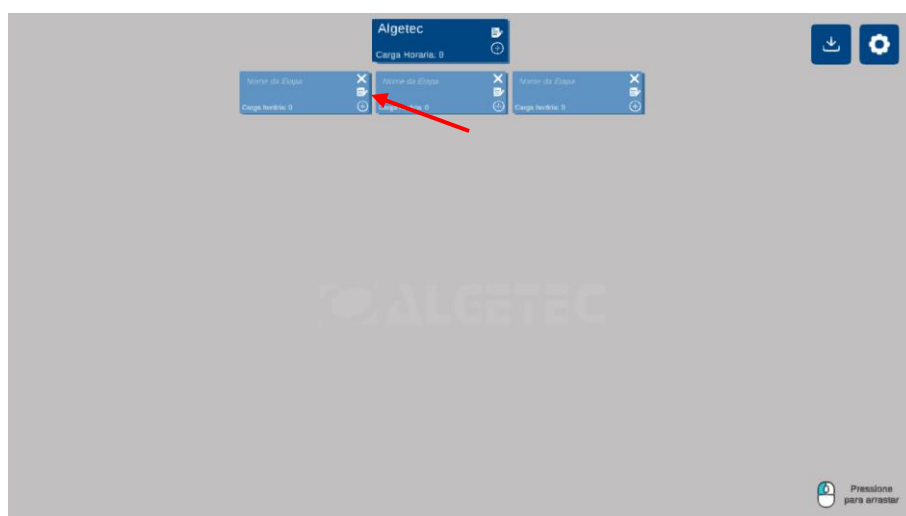 Algetec
Carga Horaria: 0
Nome da Etapa
Nome da Etapa
Nome da Etapa
Carga horária: 0
Carga horária: 0
Carga horária: 0
ALGETEC
Pressione
para arrastar